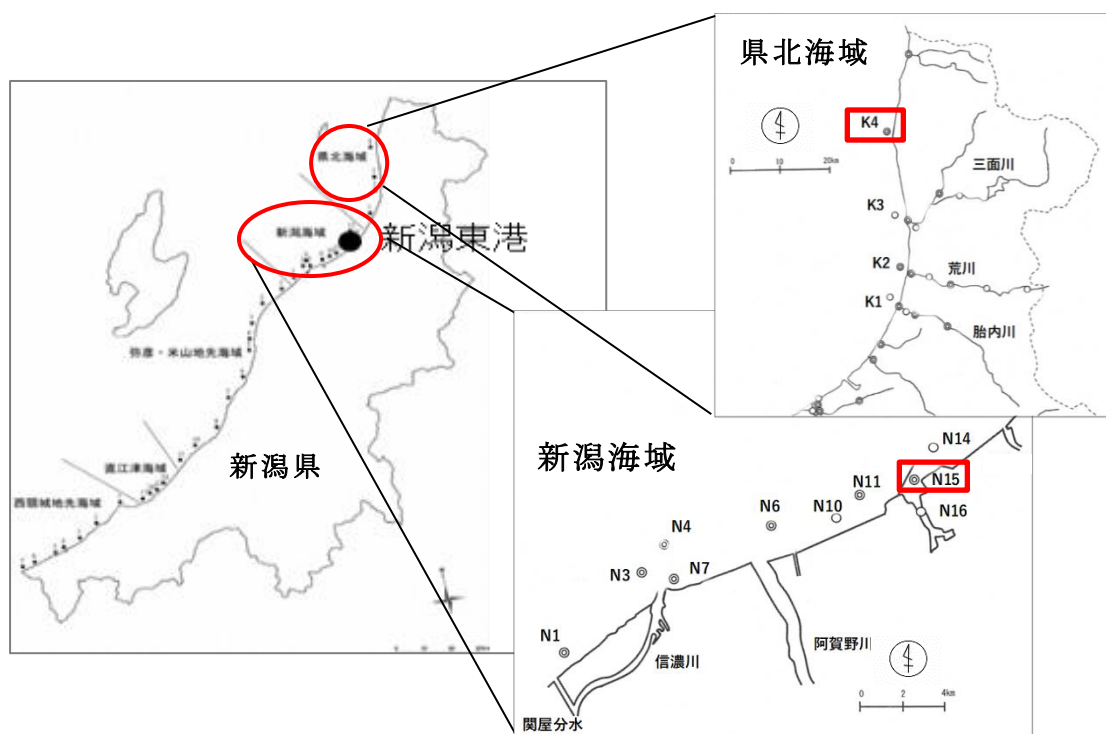 県北海域
新潟海域
新潟東港
弥彦・米山地先海域
直江津海域
西頸城地先海域
新潟県
県北海域
K4
0 10 20km
三面川
K3
K2
荒川
K1
胎内川
新潟海域
N14
N15
N16
N11
N10
N6
N4
N3
N7
N1
信濃川
阿賀野川
関屋分水
0 2 4km